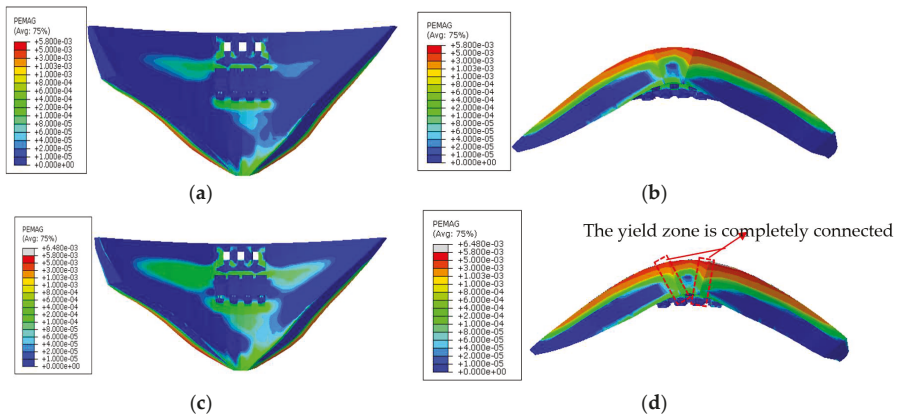 PEMAG
(Avg: 75%)
+5.800e-03
+5.000e-03
+3.000e-03
+1.003e-03
+1.000e-03
+8.000e-04
+6.000e-04
+4.000e-04
+2.000e-04
+1.000e-04
+8.000e-05
+6.000e-05
+4.000e-05
+2.000e-05
+1.000e-05
+0.000e+00
(a)
PEMAG
(Avg: 75%)
+5.800e-03
+5.000e-03
+3.000e-03
+1.003e-03
+1.000e-03
+8.000e-04
+6.000e-04
+4.000e-04
+2.000e-04
+1.000e-04
+8.000e-05
+6.000e-05
+4.000e-05
+2.000e-05
+1.000e-05
+0.000e+00
(b)
PEMAG
(Avg: 75%)
+6.480e-03
+5.800e-03
+5.000e-03
+3.000e-03
+1.003e-03
+1.000e-03
+8.000e-04
+6.000e-04
+4.000e-04
+2.000e-04
+1.000e-04
+8.000e-05
+6.000e-05
+4.000e-05
+2.000e-05
+1.000e-05
+0.000e+00
(c)
PEMAG
(Avg: 75%)
+6.480e-03
+5.800e-03
+5.000e-03
+3.000e-03
+1.003e-03
+1.000e-03
+8.000e-04
+6.000e-04
+4.000e-04
+2.000e-04
+1.000e-04
+8.000e-05
+6.000e-05
+4.000e-05
+2.000e-05
+1.000e-05
+0.000e+00
The yield zone is completely connected
(d)